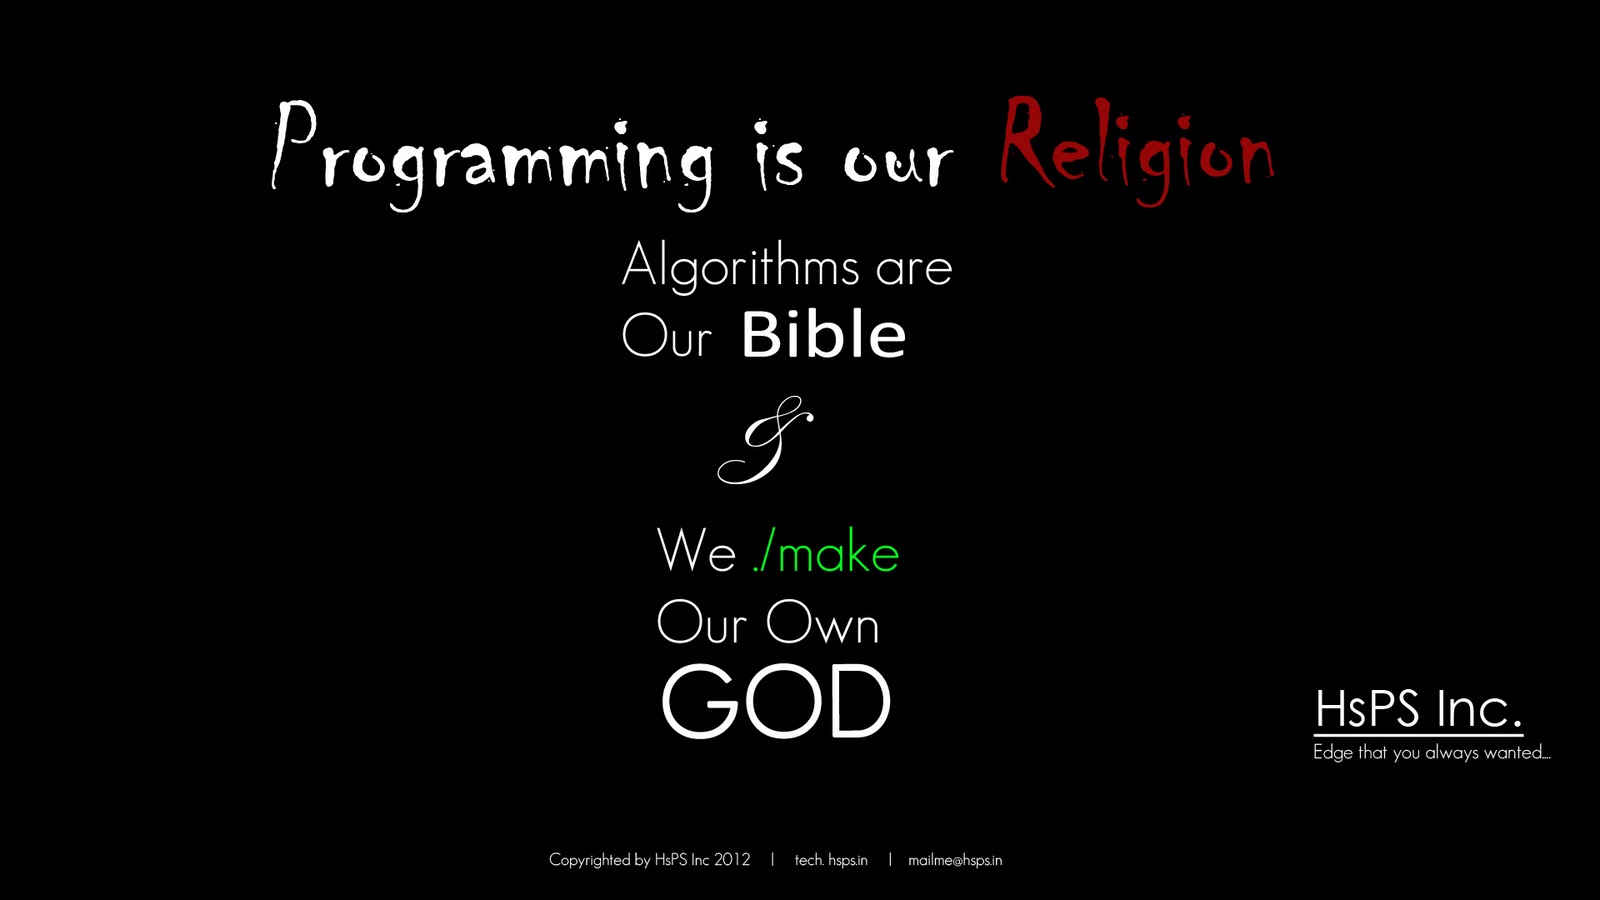 Programming is our Religion
Algorithms are
Our Bible
&
We ./make
Our Own
GOD
HsPS Inc.
Edge that you always wanted....
Copyrighted by HsPS Inc 2012 | tech. hsps.in | mailme@hsps.in